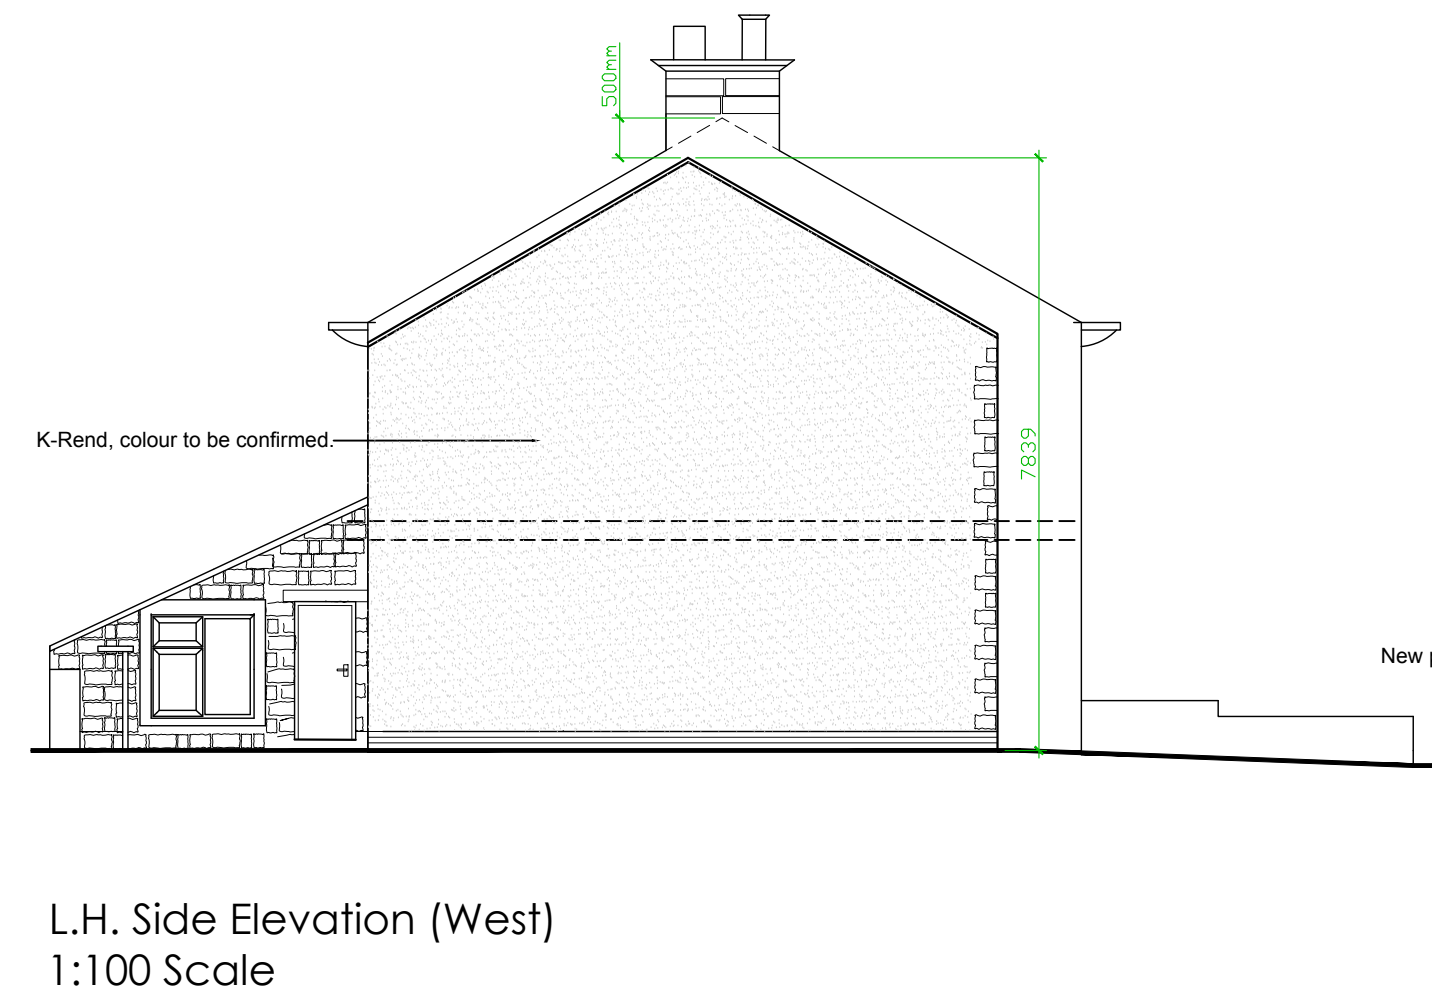 500mm
K-Rend, colour to be confirmed.
7839
New
L.H. Side Elevation (West)
1:100 Scale